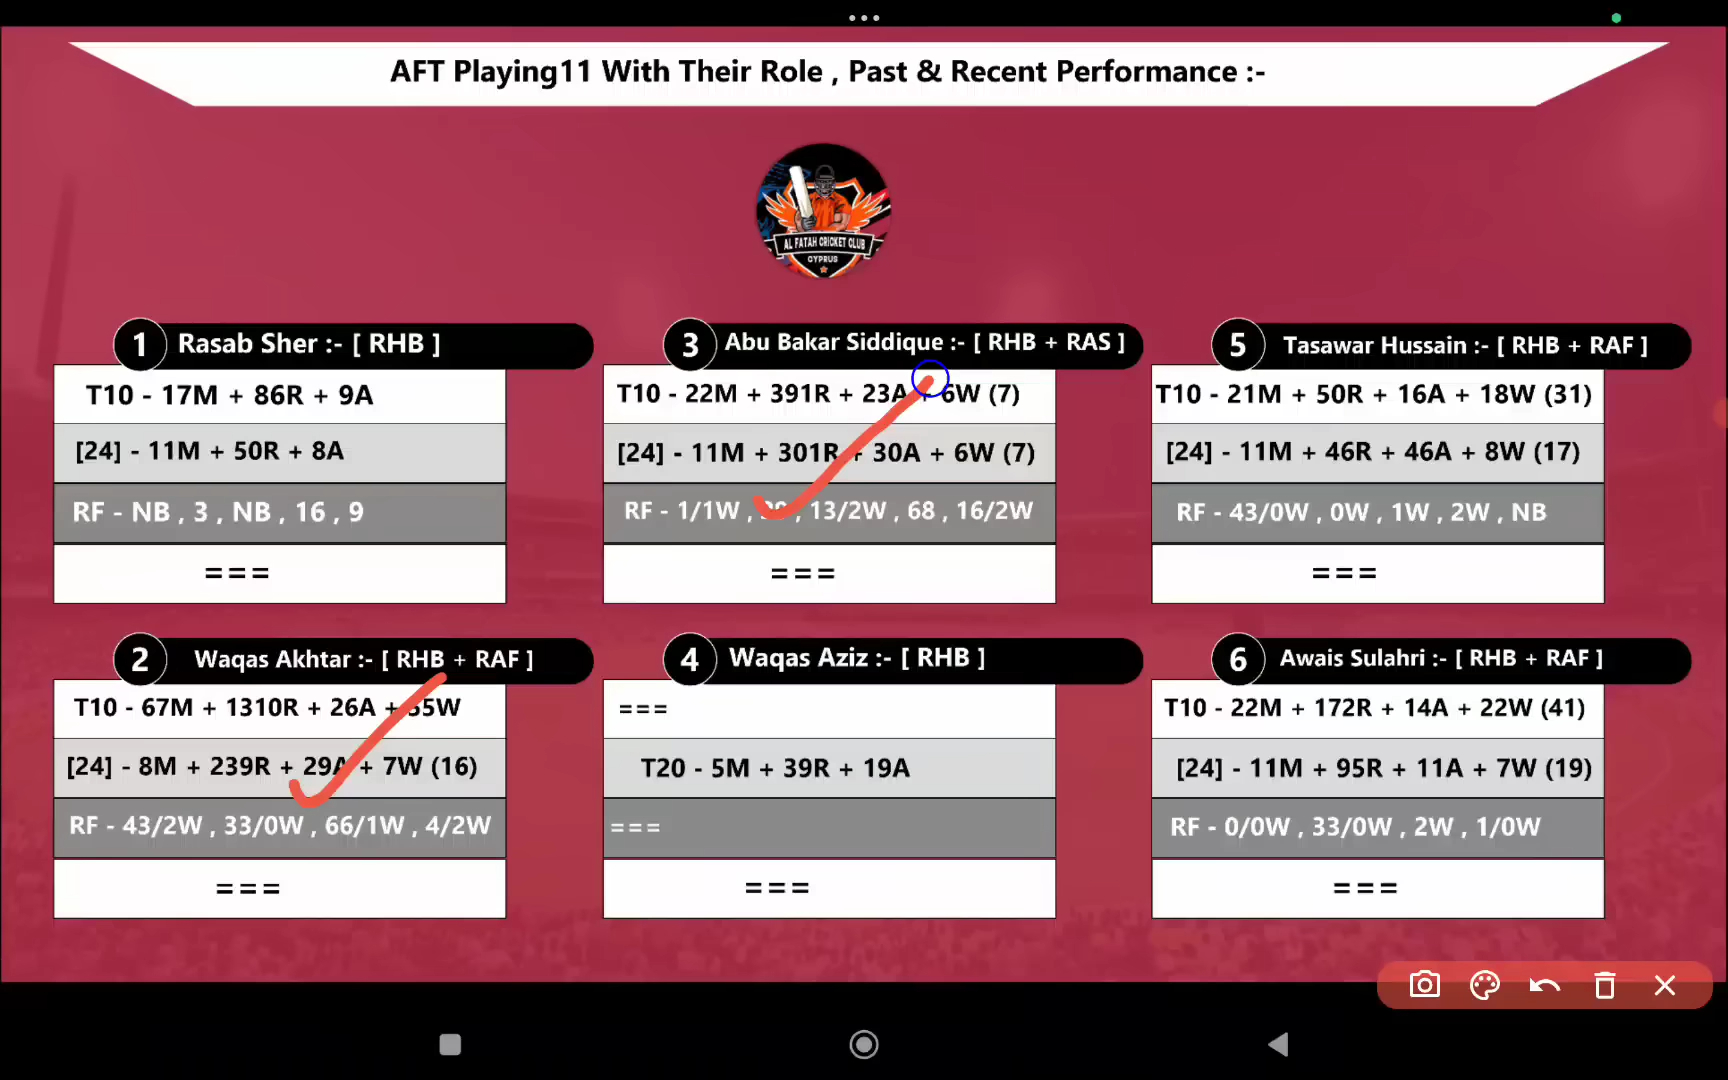 AFT Playing11 With Their Role , Past & Recent Performance :-
AL FATAH CRICKET CLUB
CYPRUS
1 Rasab Sher :- [ RHB ]
T10 - 17M + 86R + 9A
[24] - 11M + 50R + 8A
RF - NB , 3 , NB , 16 , 9
===
2 Waqas Akhtar :- [ RHB + RAF ]
T10 - 67M + 1310R + 26A + 35W
[24] - 8M + 239R + 29A + 7W (16)
RF - 43/2W , 33/0W , 66/1W , 4/2W
===
3 Abu Bakar Siddique :- [ RHB + RAS ]
T10 - 22M + 391R + 23A + 6W (7)
[24] - 11M + 301R + 30A + 6W (7)
RF - 1/1W , , 13/2W , 68 , 16/2W
===
4 Waqas Aziz :- [ RHB ]
===
T20 - 5M + 39R + 19A
===
===
5 Tasawar Hussain :- [ RHB + RAF ]
T10 - 21M + 50R + 16A + 18W (31)
[24] - 11M + 46R + 46A + 8W (17)
RF - 43/0W , 0W , 1W , 2W , NB
===
6 Awais Sulahri :- [ RHB + RAF ]
T10 - 22M + 172R + 14A + 22W (41)
[24] - 11M + 95R + 11A + 7W (19)
RF - 0/0W , 33/0W , 2W , 1/0W
===